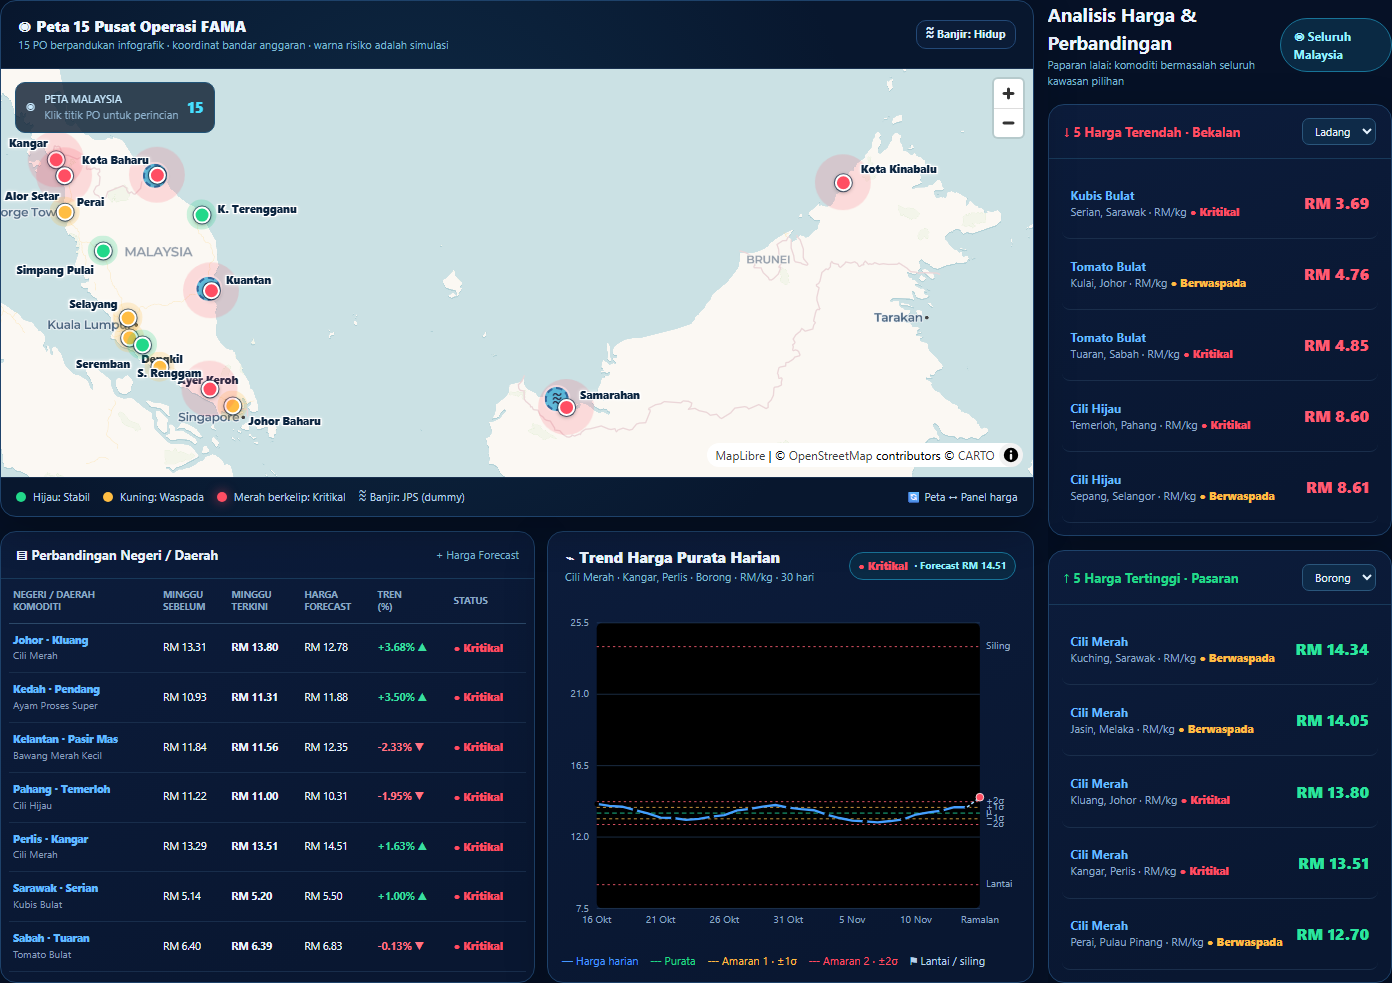 Peta 15 Pusat Operasi FAMA
15 PO berpandukan infografik · koordinat bandar anggaran · warna risiko adalah simulasi
≈ Banjir: Hidup
PETA MALAYSIA
Klik titik PO untuk perincian
15
+
−
Kangar
Kota Baharu
Alor Setar
Perai
orge Tow
K. Terengganu
MALAYSIA
Simpang Pulai
Kuantan
Selayang
Kuala Lumpu
Seremban
Dengkil
S. Renggam
Ayer Keroh
Singapore
Johor Baharu
Kota Kinabalu
BRUNEI
Tarakan
Samarahan
MapLibre | © OpenStreetMap contributors © CARTO
Hijau: Stabil
Kuning: Waspada
Merah berkelip: Kritikal
≈ Banjir: JPS (dummy)
Peta ↔ Panel harga
Analisis Harga &
Perbandingan
Paparan lalai: komoditi bermasalah seluruh
kawasan pilihan
Seluruh
Malaysia
↓ 5 Harga Terendah · Bekalan
Ladang
Kubis Bulat
Serian, Sarawak · RM/kg ● Kritikal
RM 3.69
Tomato Bulat
Kulai, Johor · RM/kg ● Berwaspada
RM 4.76
Tomato Bulat
Tuaran, Sabah · RM/kg ● Kritikal
RM 4.85
Cili Hijau
Temerloh, Pahang · RM/kg ● Kritikal
RM 8.60
Cili Hijau
Sepang, Selangor · RM/kg ● Berwaspada
RM 8.61
↑ 5 Harga Tertinggi · Pasaran
Borong
Cili Merah
Kuching, Sarawak · RM/kg ● Berwaspada
RM 14.34
Cili Merah
Jasin, Melaka · RM/kg ● Berwaspada
RM 14.05
Cili Merah
Kluang, Johor · RM/kg ● Kritikal
RM 13.80
Cili Merah
Kangar, Perlis · RM/kg ● Kritikal
RM 13.51
Cili Merah
Perai, Pulau Pinang · RM/kg ● Berwaspada
RM 12.70
Perbandingan Negeri / Daerah
+ Harga Forecast
NEGERI / DAERAH
KOMODITI
MINGGU
SEBELUM
MINGGU
TERKINI
HARGA
FORECAST
TREN
(%)
STATUS
Johor · Kluang
Cili Merah
RM 13.31 RM 13.80 RM 12.78 +3.68% ▲ ● Kritikal
Kedah · Pendang
Ayam Proses Super
RM 10.93 RM 11.31 RM 11.88 +3.50% ▲ ● Kritikal
Kelantan · Pasir Mas
Bawang Merah Kecil
RM 11.84 RM 11.56 RM 12.35 -2.33% ▼ ● Kritikal
Pahang · Temerloh
Cili Hijau
RM 11.22 RM 11.00 RM 10.31 -1.95% ▼ ● Kritikal
Perlis · Kangar
Cili Merah
RM 13.29 RM 13.51 RM 14.51 +1.63% ▲ ● Kritikal
Sarawak · Serian
Kubis Bulat
RM 5.14 RM 5.20 RM 5.50 +1.00% ▲ ● Kritikal
Sabah · Tuaran
Tomato Bulat
RM 6.40 RM 6.39 RM 6.83 -0.13% ▼ ● Kritikal
Trend Harga Purata Harian
Cili Merah · Kangar, Perlis · Borong · RM/kg · 30 hari
● Kritikal · Forecast RM 14.51
25.5
21.0
16.5
12.0
7.5
Siling
+2σ
+1σ
μ
−1σ
−2σ
Lantai
16 Okt
21 Okt
26 Okt
31 Okt
5 Nov
10 Nov
Ramalan
Harga harian
Purata
Amaran 1 · ±1σ
Amaran 2 · ±2σ
Lantai / siling